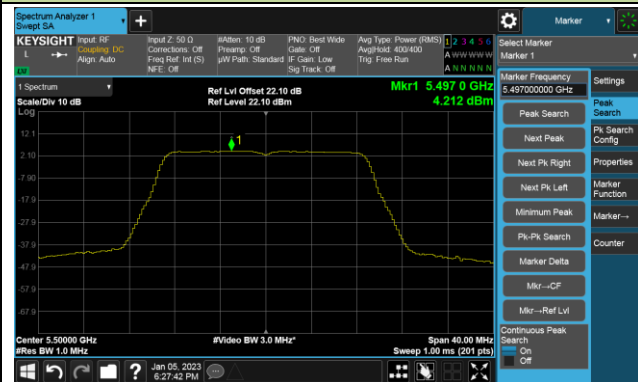 Spectrum Analyzer 1
Swept SA
+
Marker
KEYSIGHT
L
Input: RF
Coupling: DC
Align: Auto
Input Z: 50 Ω
Corrections: Off
Freq Ref: Int (S)
NFE: Off
#Atten: 10 dB
Preamp: Off
µW Path: Standard
PNO: Best Wide
Gate: Off
IF Gain: Low
Sig Track: Off
Avg Type: Power (RMS)
Avg|Hold: 400/400
Trig: Free Run
1 2 3 4 5 6
A W W W W W
A N N N N N
Select Marker
Marker 1
1 Spectrum
Scale/Div 10 dB
Log
Ref Lvl Offset 22.10 dB
Ref Level 22.10 dBm
Mkr1 5.497 0 GHz
4.212 dBm
12.1
2.10
-7.90
-17.9
-27.9
-37.9
-47.9
-57.9
-67.9
1
Center 5.50000 GHz
#Res BW 1.0 MHz
#Video BW 3.0 MHz*
Span 40.00 MHz
Sweep 1.00 ms (201 pts)
Marker Frequency
5.497000000 GHz
Peak Search
Next Peak
Next Pk Right
Next Pk Left
Minimum Peak
Pk-Pk Search
Marker Delta
Mkr→CF
Mkr→Ref Lvl
Continuous Peak
Search
On
Off
Settings
Peak
Search
Pk Search
Config
Properties
Marker
Function
Marker→
Counter
?
Jan 05, 2023
6:27:42 PM